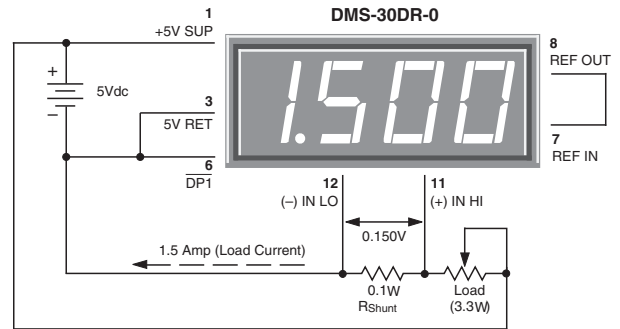 DMS-30DR-0
1
+5V SUP
8
REF OUT
+
5Vdc
–
3
5V RET
1.500
7
REF IN
6
DP1
12
(–) IN LO
11
(+) IN HI
0.150V
1.5 Amp (Load Current)
0.1W
RShunt
Load
(3.3W)